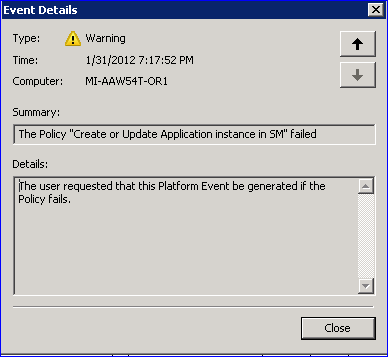 Event Details
Type: Warning
Time: 1/31/2012 7:17:52 PM
Computer: MI-AAW54T-OR1
Summary:
The Policy "Create or Update Application instance in SM" failed
Details:
The user requested that this Platform Event be generated if the
Policy fails.
Close